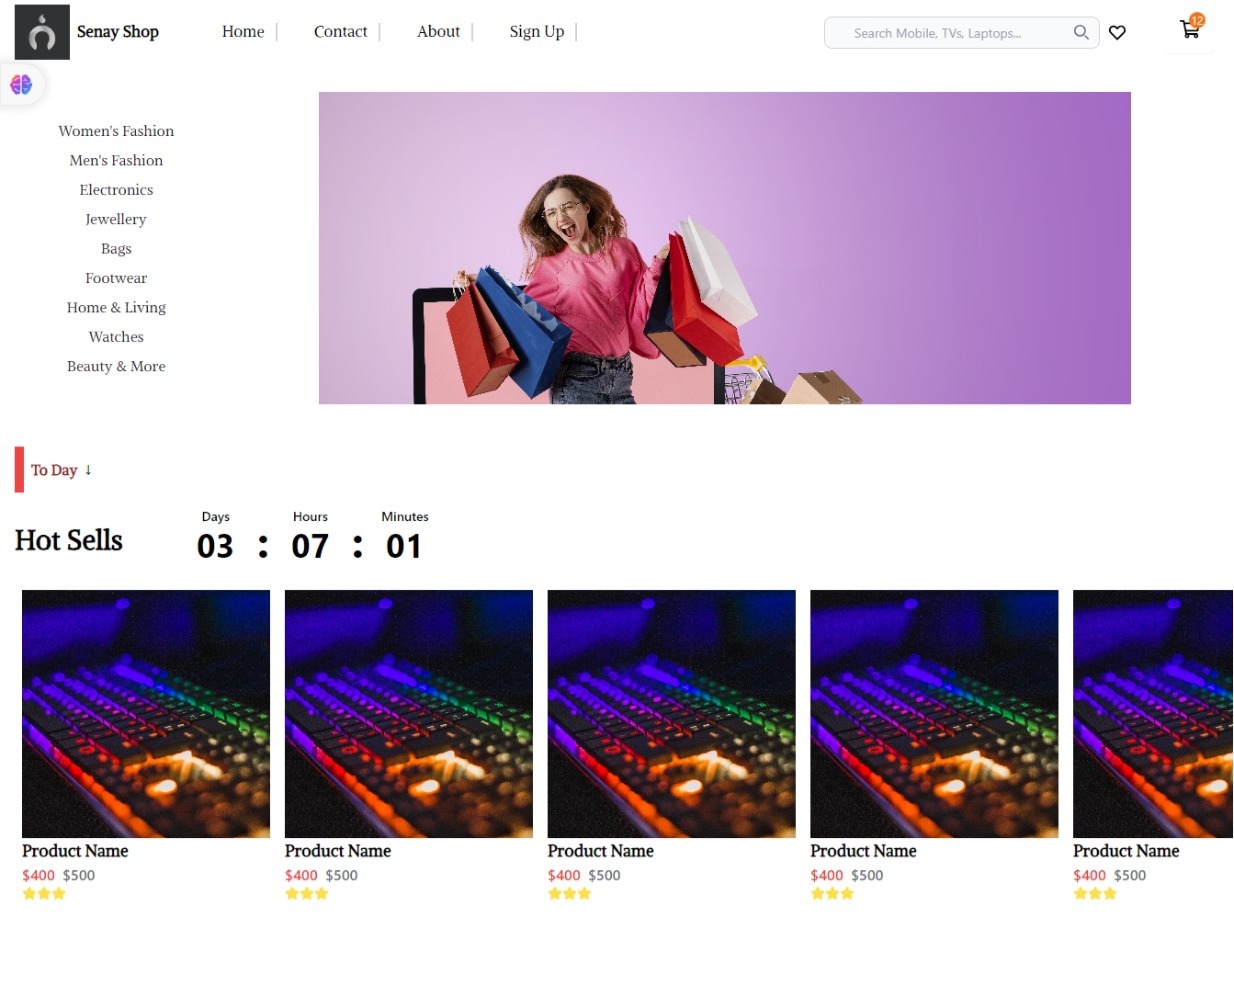 Senay Shop
Home
Contact
About
Sign Up
Search Mobile, TVs, Laptops...
12
Women's Fashion
Men's Fashion
Electronics
Jewellery
Bags
Footwear
Home & Living
Watches
Beauty & More
To Day ↓
Hot Sells
Days Hours Minutes
03 : 07 : 01
Product Name
$400 $500
Product Name
$400 $500
Product Name
$400 $500
Product Name
$400 $500
Product Name
$400 $500